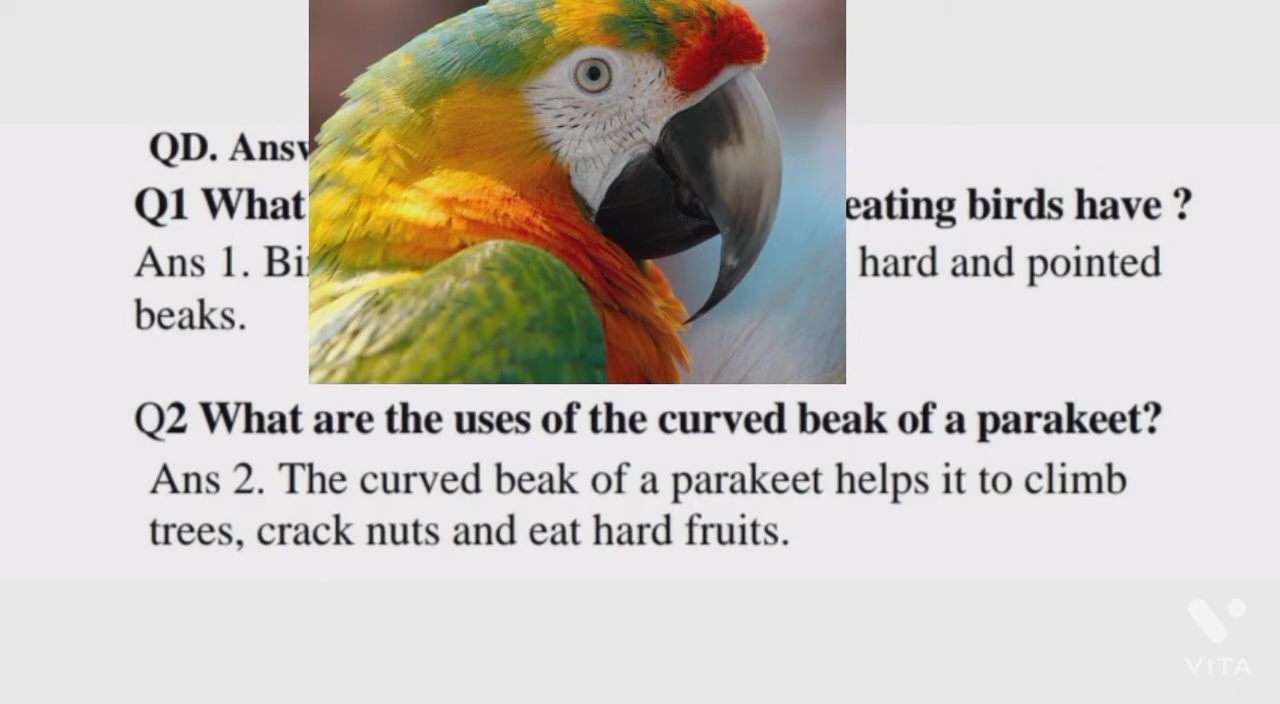 QD.
Q1 What eating birds have ?
Ans 1. hard and pointed
beaks.
Q2 What are the uses of the curved beak of a parakeet?
Ans 2. The curved beak of a parakeet helps it to climb
trees, crack nuts and eat hard fruits.
VITA